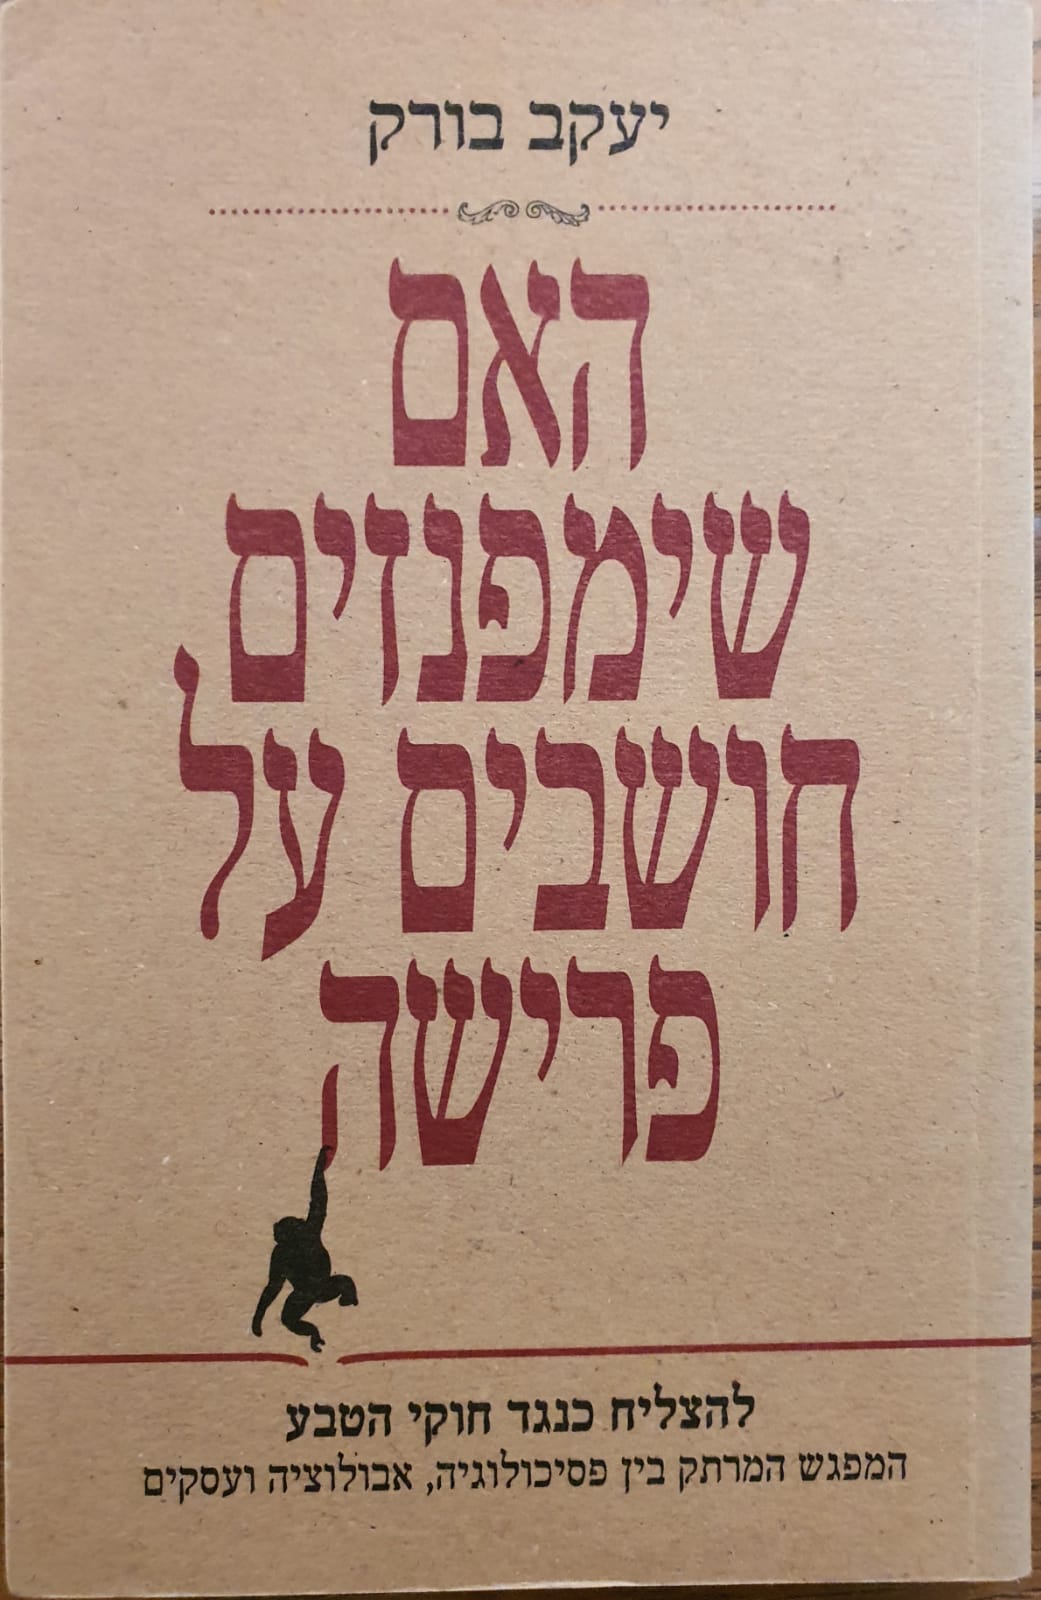 יעקב בורק
האם
שימפנזים
חושבים על
פרישה
להצליח כנגד חוקי הטבע
המפגש המרתק בין פסיכולוגיה, אבולוציה ועסקים